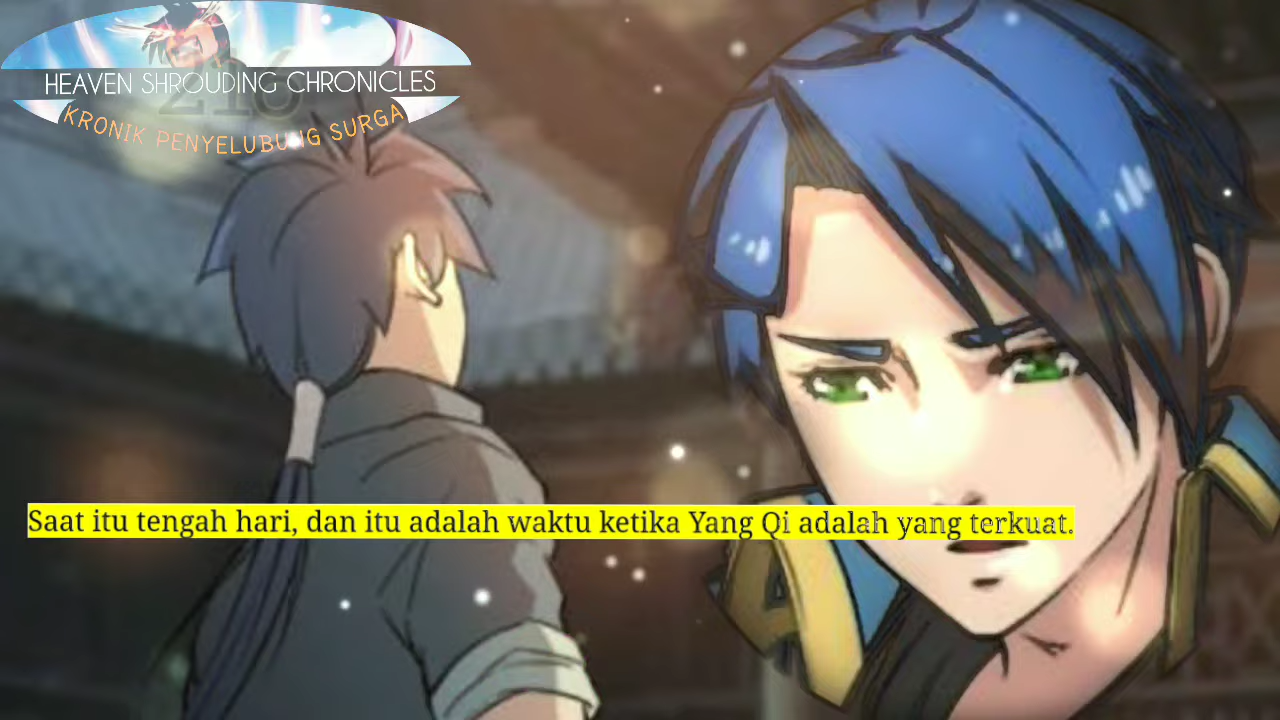 HEAVEN SHROUDING CHRONICLES
KRONIK PENYELUBUNG SURGA
Saat itu tengah hari, dan itu adalah waktu ketika Yang Qi adalah yang terkuat.